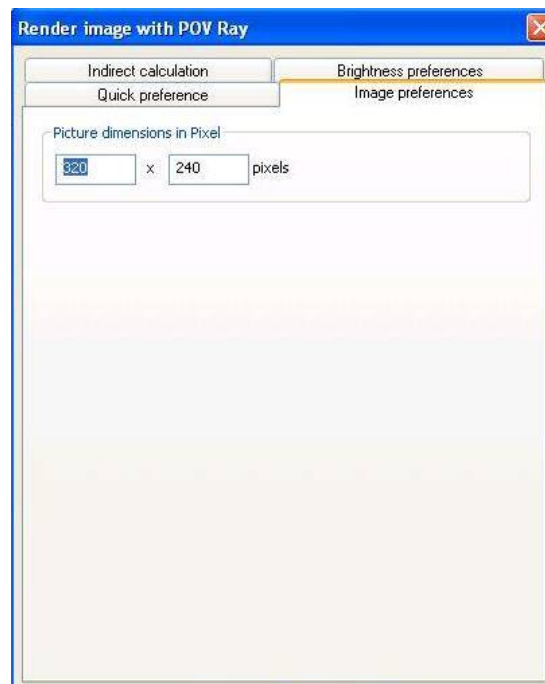 Render image with POV Ray
Indirect calculation
Brightness preferences
Quick preference
Image preferences
Picture dimensions in Pixel
320 x 240 pixels